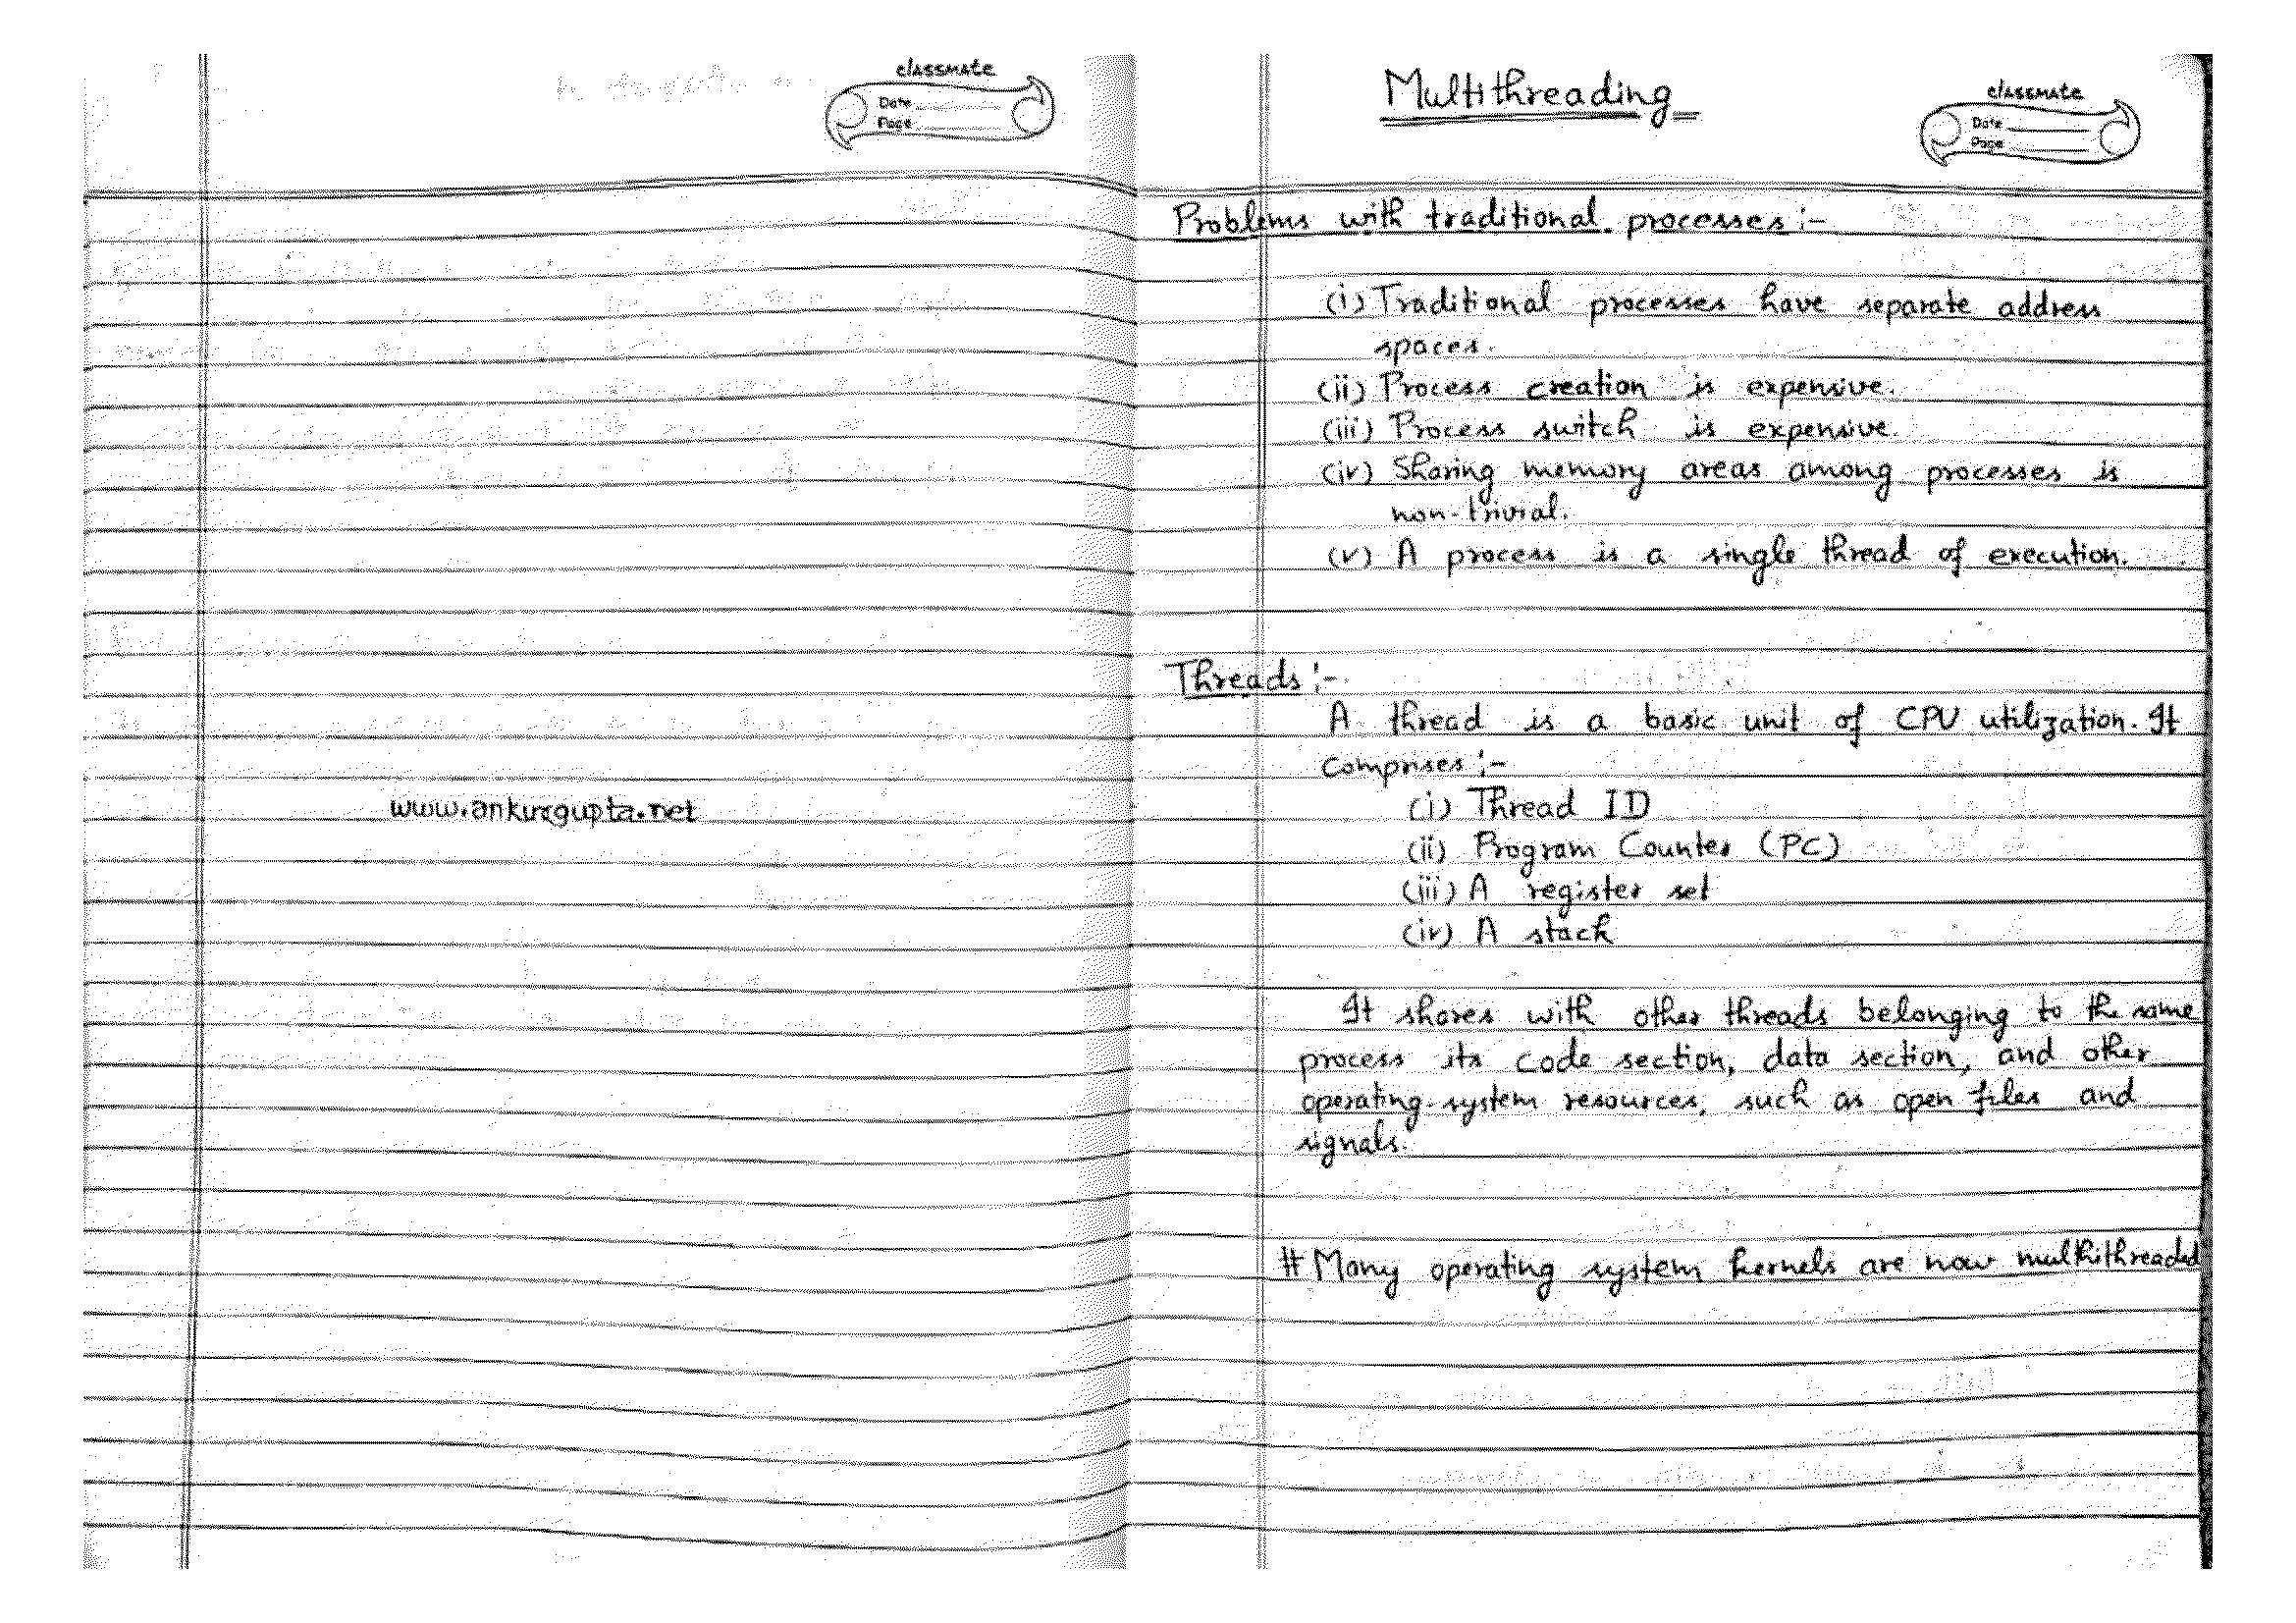 classmate
Date
Page
www.ankurgupta.net
Multithreading
classmate
Date
Page
Problems with traditional processes :-
(i) Traditional processes have separate address
spaces.
(ii) Process creation is expensive.
(iii) Process switch is expensive.
(iv) Sharing memory areas among processes is
non-trivial.
(v) A process is a single thread of execution.
Threads :-
A thread is a basic unit of CPU utilization. It
comprises :-
(i) Thread ID
(ii) Program Counter (PC)
(iii) A register set
(iv) A stack
It shares with other threads belonging to the same
process its code section, data section, and other
operating-system resources, such as open files and
signals.
# Many operating system kernels are now multhithreaded